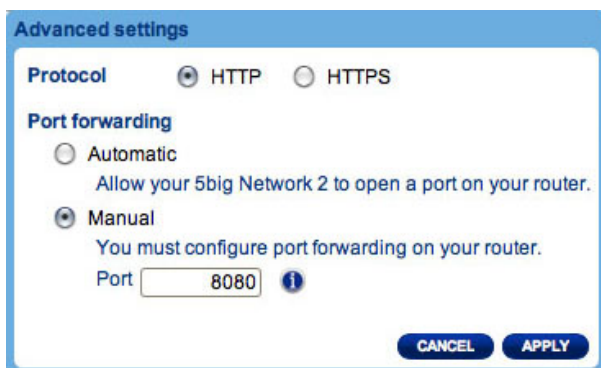 Advanced settings
Protocol HTTP HTTPS
Port forwarding
Automatic
Allow your 5big Network 2 to open a port on your router.
Manual
You must configure port forwarding on your router.
Port 8080 i
CANCEL APPLY